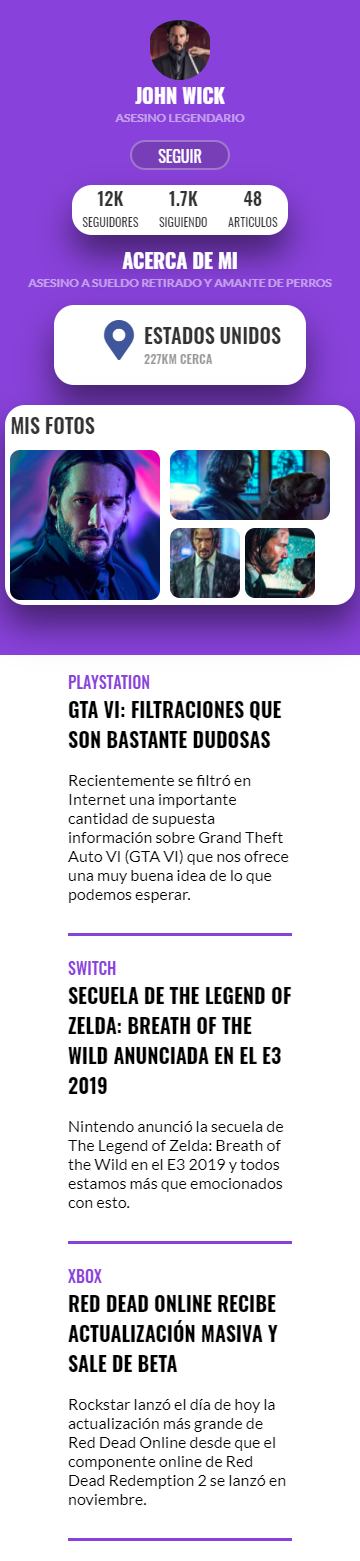 JOHN WICK
ASESINO LEGENDARIO
SEGUIR
12K 1.7K 48
SEGUIDORES SIGUIENDO ARTICULOS
ACERCA DE MI
ASESINO A SUELDO RETIRADO Y AMANTE DE PERROS
ESTADOS UNIDOS
227KM CERCA
MIS FOTOS
PLAYSTATION
GTA VI: FILTRACIONES QUE
SON BASTANTE DUDOSAS
Recientemente se filtró en
Internet una importante
cantidad de supuesta
información sobre Grand Theft
Auto VI (GTA VI) que nos ofrece
una muy buena idea de lo que
podemos esperar.
SWITCH
SECUELA DE THE LEGEND OF
ZELDA: BREATH OF THE
WILD ANUNCIADA EN EL E3
2019
Nintendo anunció la secuela de
The Legend of Zelda: Breath of
the Wild en el E3 2019 y todos
estamos más que emocionados
con esto.
XBOX
RED DEAD ONLINE RECIBE
ACTUALIZACIÓN MASIVA Y
SALE DE BETA
Rockstar lanzó el día de hoy la
actualización más grande de
Red Dead Online desde que el
componente online de Red
Dead Redemption 2 se lanzó en
noviembre.